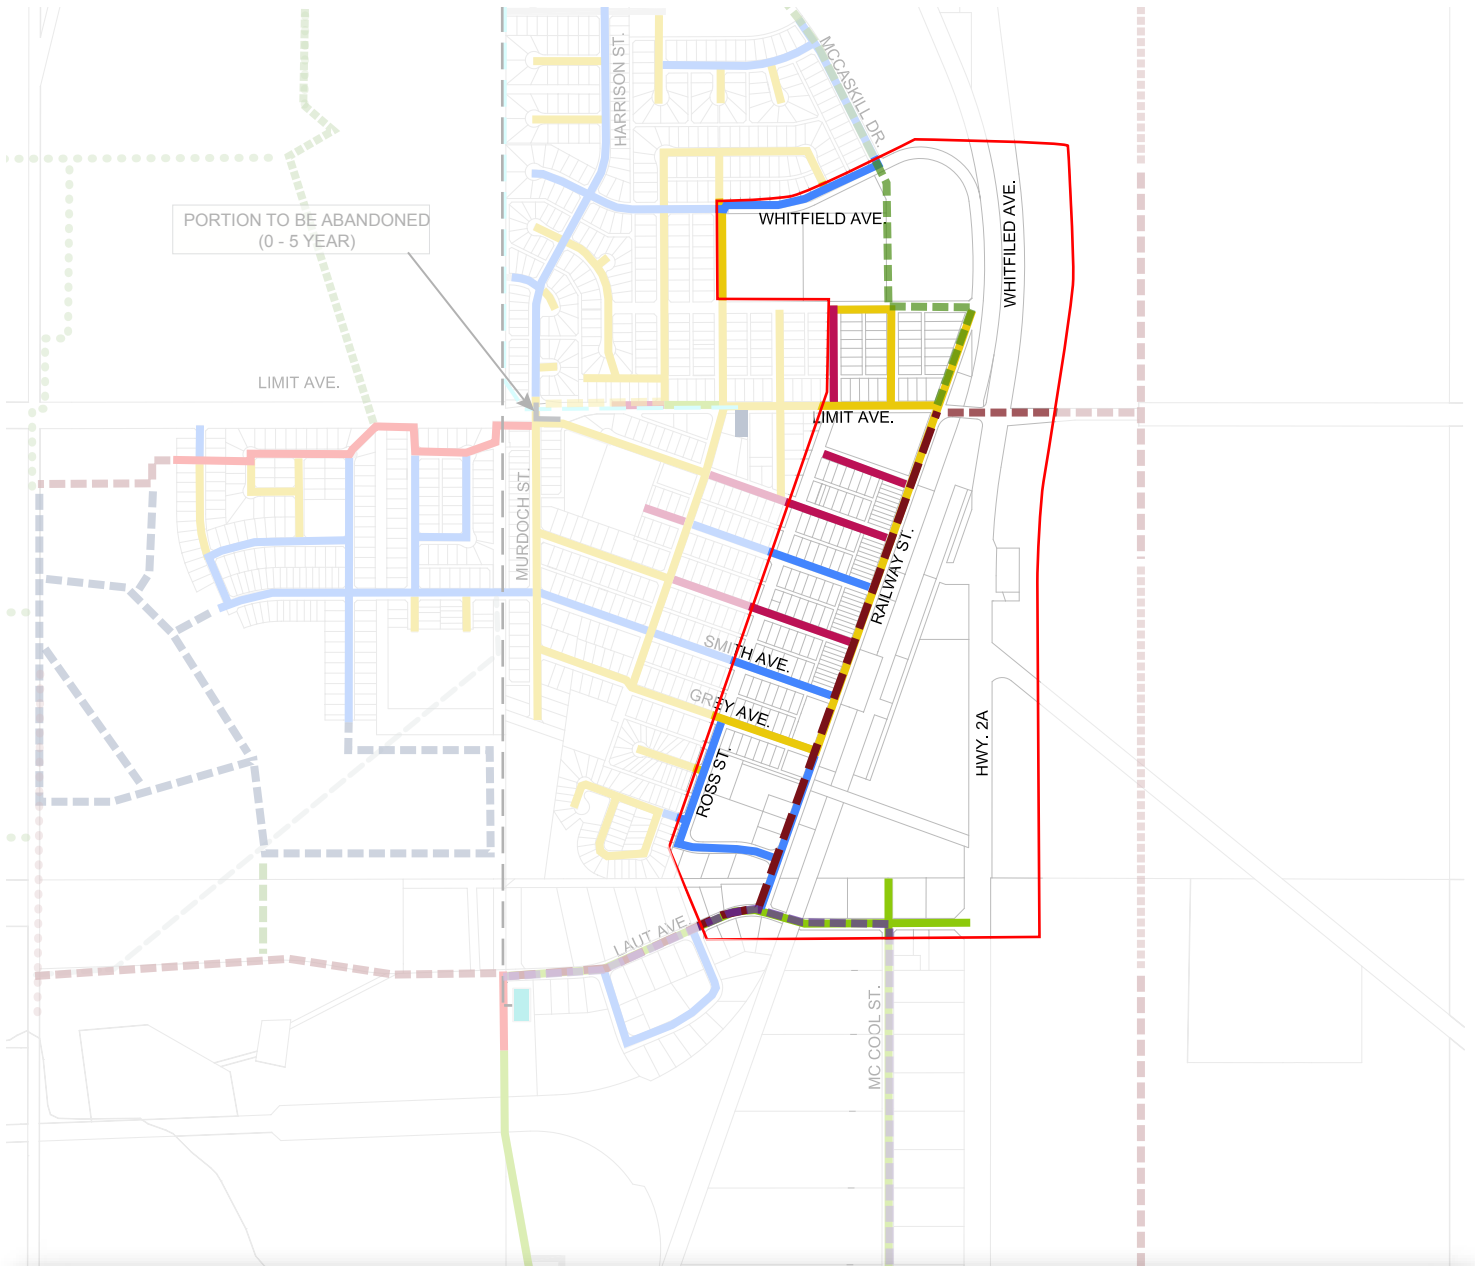 HARRISON ST.
MCCASKILL DR.
PORTION TO BE ABANDONED
(0 - 5 YEAR)
WHITFIELD AVE.
WHITFILED AVE.
LIMIT AVE.
LIMIT AVE.
MURDOCH ST.
RAILWAY ST.
SMITH AVE.
GREY AVE.
ROSS ST.
HWY. 2A
LAUT AVE.
MC COOL ST.